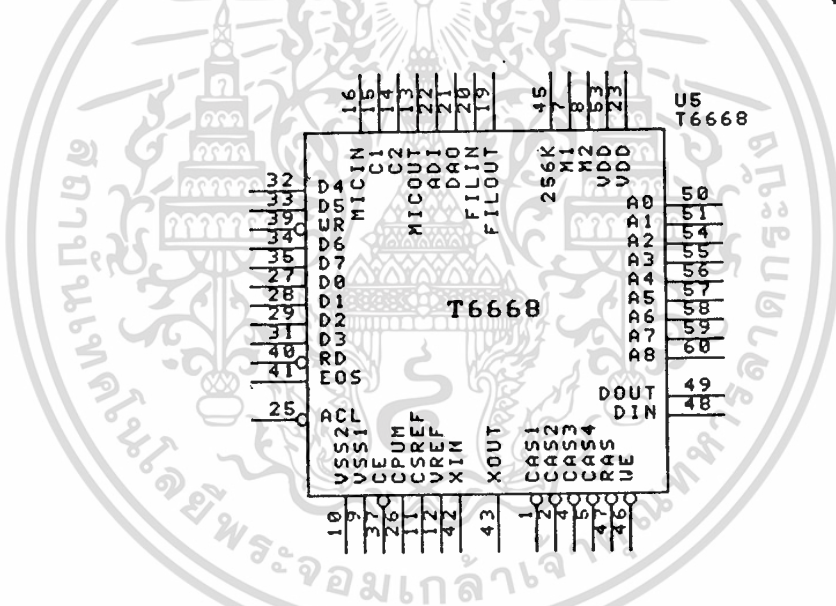 16 15 14 13 22 21 20 19 45 7 8 53 23
U5
T6668
MICIN C1 C2 MICOUT ADI DAO FILIN FILOUT 256K M1 M2 VDD VDD
32 D4
33 D5
39 WR
34 D6
35 D7
27 D0
28 D1
29 D2
31 D3
40 RD
41 EOS
25 ACL
T6668
A0 50
A1 51
A2 54
A3 55
A4 56
A5 57
A6 58
A7 59
A8 60
DOUT 49
DIN 48
VSS2 VSS1 CE CPUM CSREF VREF XIN XOUT CAS1 CAS2 CAS3 CAS4 RAS WE
10 9 37 26 11 12 42 43 1 2 4 5 47 46